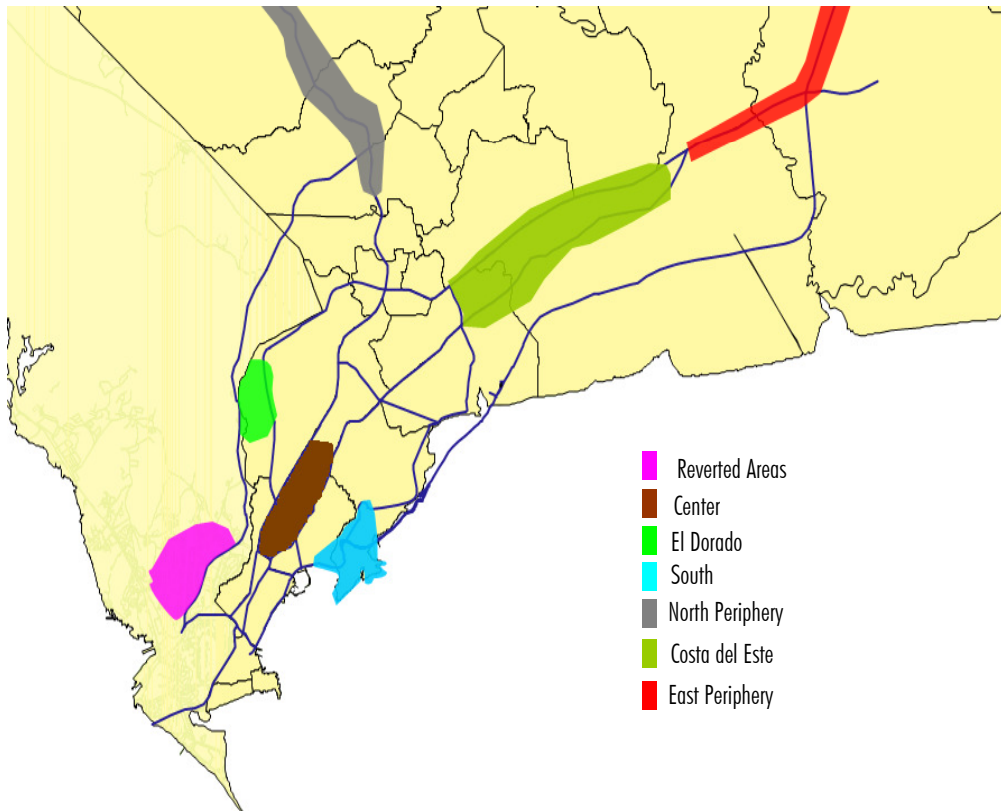 Reverted Areas
Center
El Dorado
South
North Periphery
Costa del Este
East Periphery